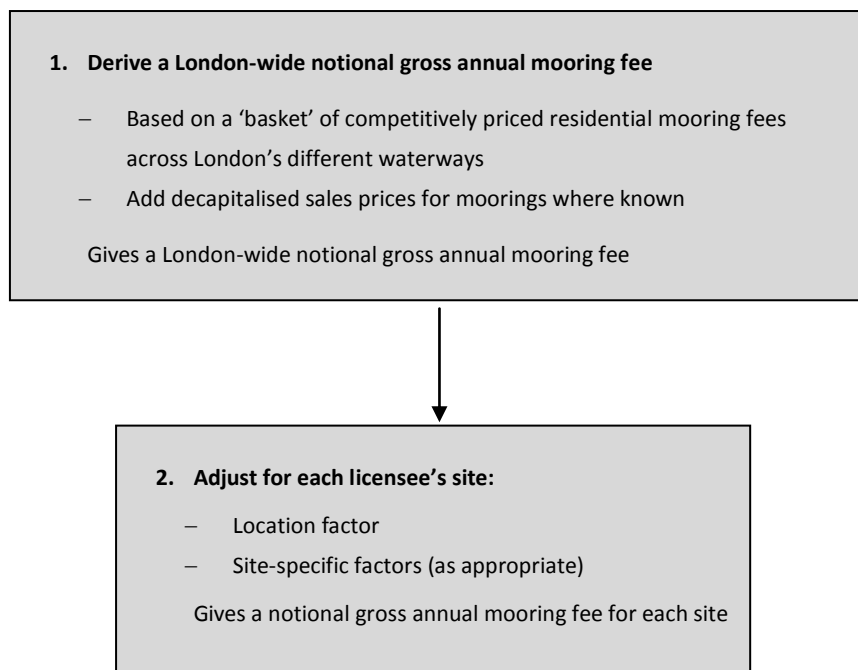 1. Derive a London-wide notional gross annual mooring fee
– Based on a ‘basket’ of competitively priced residential mooring fees
across London’s different waterways
– Add decapitalised sales prices for moorings where known
Gives a London-wide notional gross annual mooring fee
2. Adjust for each licensee’s site:
– Location factor
– Site-specific factors (as appropriate)
Gives a notional gross annual mooring fee for each site